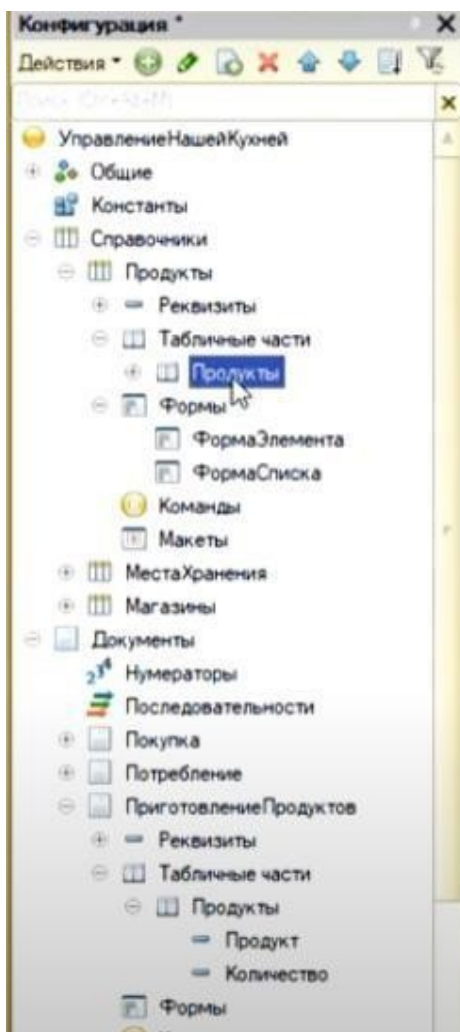 Конфигурация *
Действия
УправлениеНашейКухней
Общие
Константы
Справочники
Продукты
Реквизиты
Табличные части
Продукты
Формы
ФормаЭлемента
ФормаСписка
Команды
Макеты
МестаХранения
Магазины
Документы
Нумераторы
Последовательности
Покупка
Потребление
ПриготовлениеПродуктов
Реквизиты
Табличные части
Продукты
Продукт
Количество
Формы